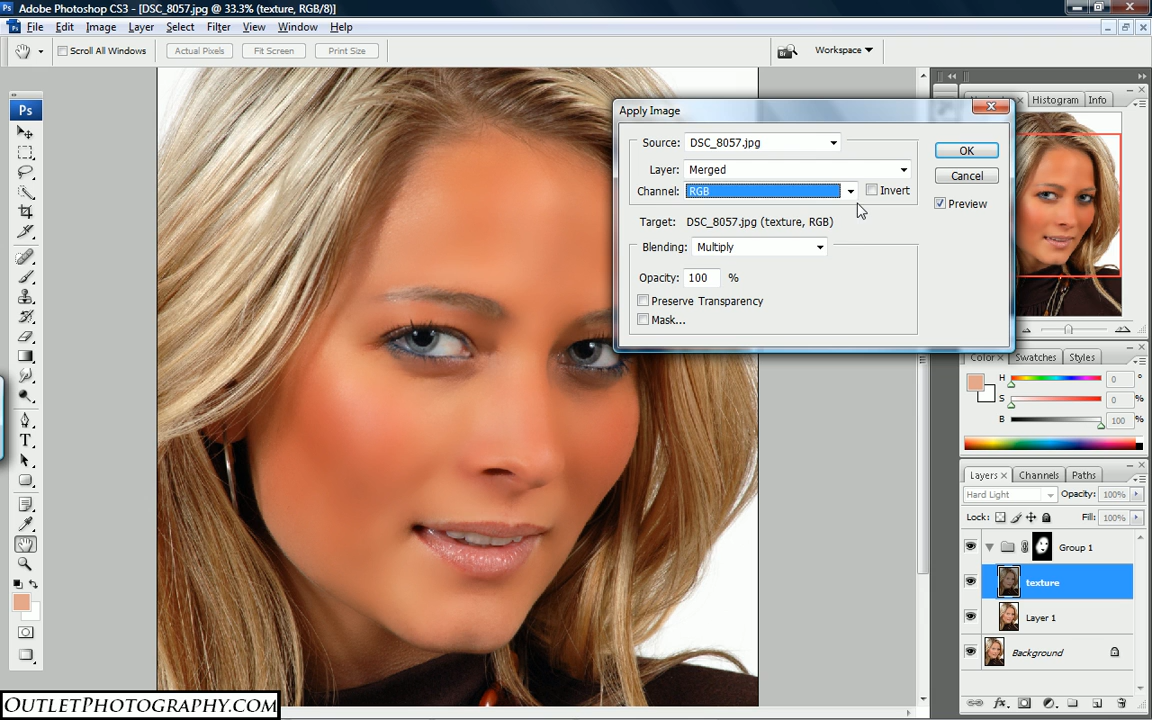 Ps Adobe Photoshop CS3 - [DSC_8057.jpg @ 33.3% (texture, RGB/8)]
File Edit Image Layer Select Filter View Window Help
Scroll All Windows Actual Pixels Fit Screen Print Size Workspace
Ps
Histogram Info
Apply Image
Source: DSC_8057.jpg
OK
Layer: Merged
Cancel
Channel: RGB Invert
Preview
Target: DSC_8057.jpg (texture, RGB)
Blending: Multiply
Opacity: 100 %
Preserve Transparency
Mask...
Color Swatches Styles
H 0 °
S 0 %
B 100 %
Layers Channels Paths
Hard Light Opacity: 100%
Lock: Fill: 100%
Group 1
texture
Layer 1
Background
T
fx
OutletPhotography.com